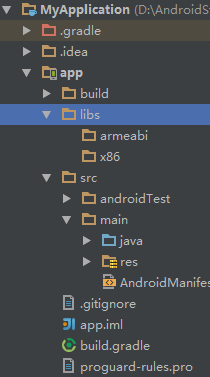 MyApplication (D:\AndroidS
.gradle
.idea
app
build
libs
armeabi
x86
src
androidTest
main
java
res
AndroidManifes
.gitignore
app.iml
build.gradle
proguard-rules.pro